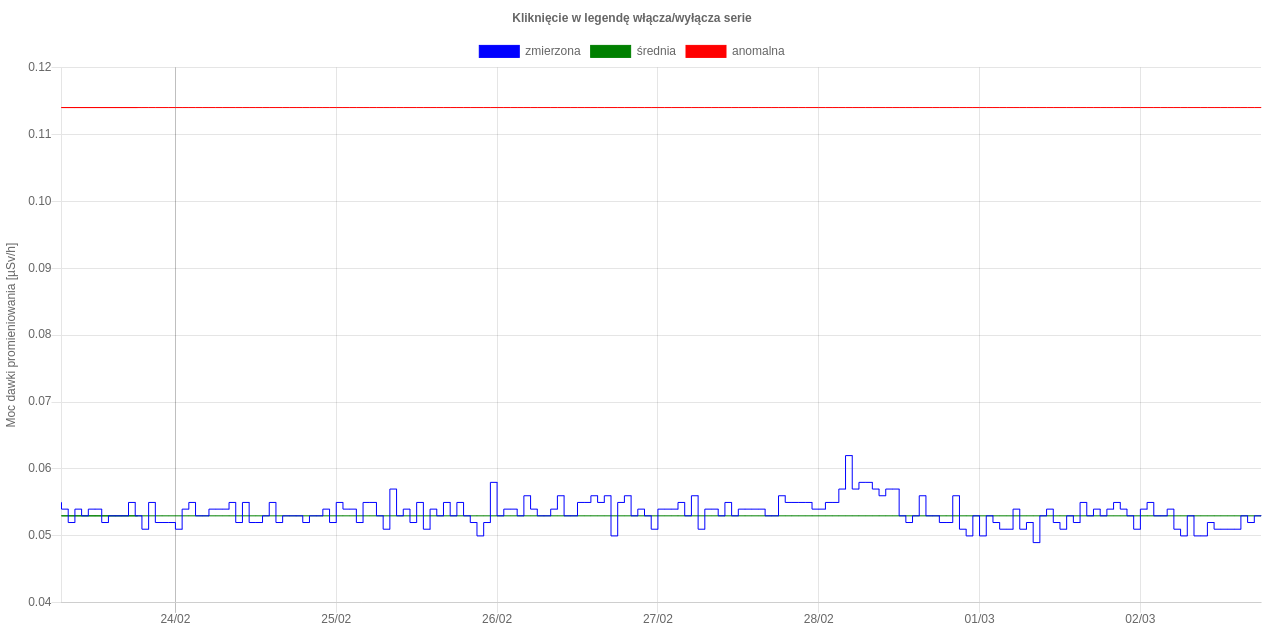 Kliknięcie w legendę włącza/wyłącza serie
zmierzona średnia anomalna
Moc dawki promieniowania [µSv/h]
0.12
0.11
0.10
0.09
0.08
0.07
0.06
0.05
0.04
24/02 25/02 26/02 27/02 28/02 01/03 02/03